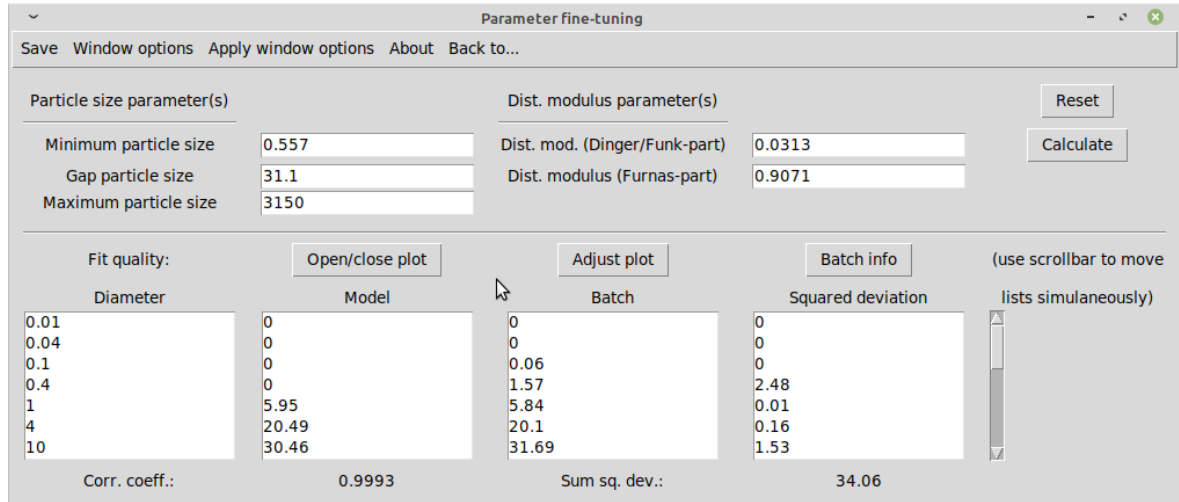 Parameter fine-tuning
Save Window options Apply window options About Back to...
Particle size parameter(s) Dist. modulus parameter(s) Reset
Minimum particle size 0.557 Dist. mod. (Dinger/Funk-part) 0.0313 Calculate
Gap particle size 31.1 Dist. modulus (Furnas-part) 0.9071
Maximum particle size 3150
Fit quality: Open/close plot Adjust plot Batch info (use scrollbar to move
Diameter Model Batch Squared deviation lists simulaneously)
0.01 0 0 0
0.04 0 0 0
0.1 0 0.06 0
0.4 0 1.57 2.48
1 5.95 5.84 0.01
4 20.49 20.1 0.16
10 30.46 31.69 1.53
Corr. coeff.: 0.9993 Sum sq. dev.: 34.06